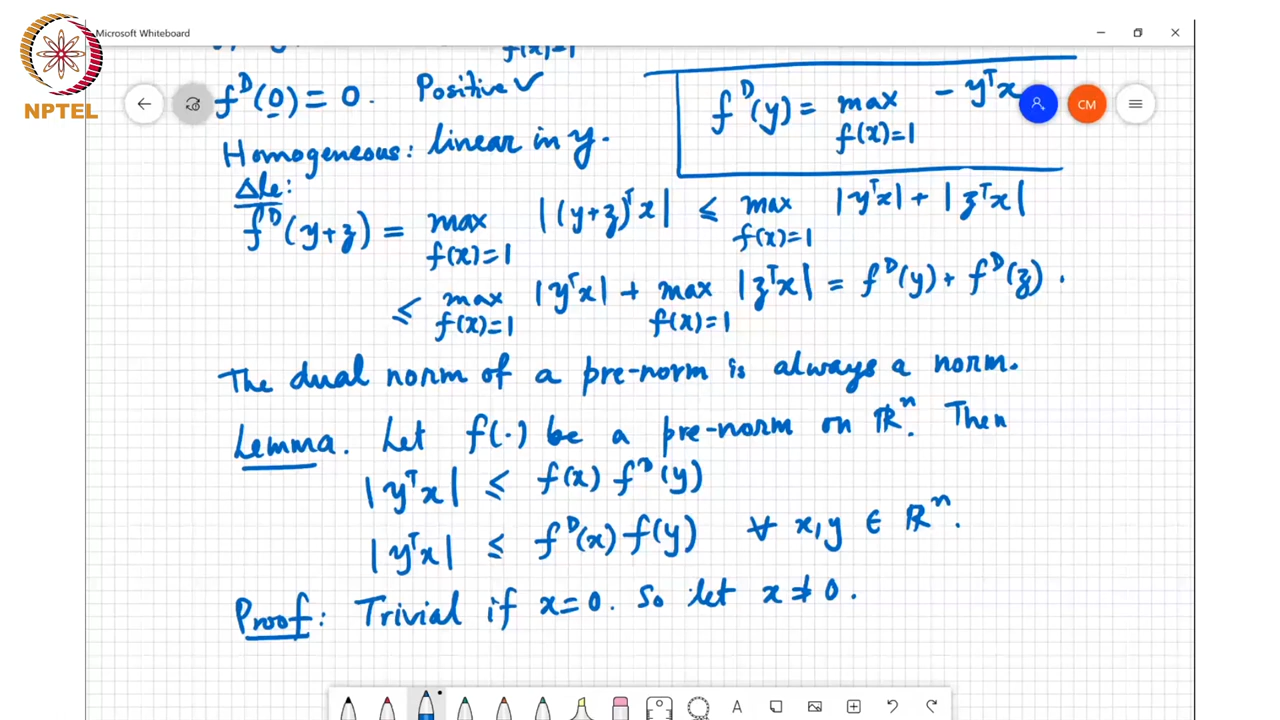 Microsoft Whiteboard
f(x)=1
NPTEL
f^D(0) = 0. Positive ✓
f^D(y) = max - y^T x
f(x)=1
CM
Homogeneous: linear in y.
Δle:
f^D(y+z) = max |(y+z)^T x| ≤ max |y^T x| + |z^T x|
f(x)=1 f(x)=1
≤ max |y^T x| + max |z^T x| = f^D(y) + f^D(z).
f(x)=1 f(x)=1
The dual norm of a pre-norm is always a norm.
Lemma. Let f(·) be a pre-norm on ℝ^n. Then
|y^T x| ≤ f(x) f^D(y)
|y^T x| ≤ f^D(x) f(y) ∀ x,y ∈ ℝ^n.
Proof: Trivial if x=0. So let x≠0.
A